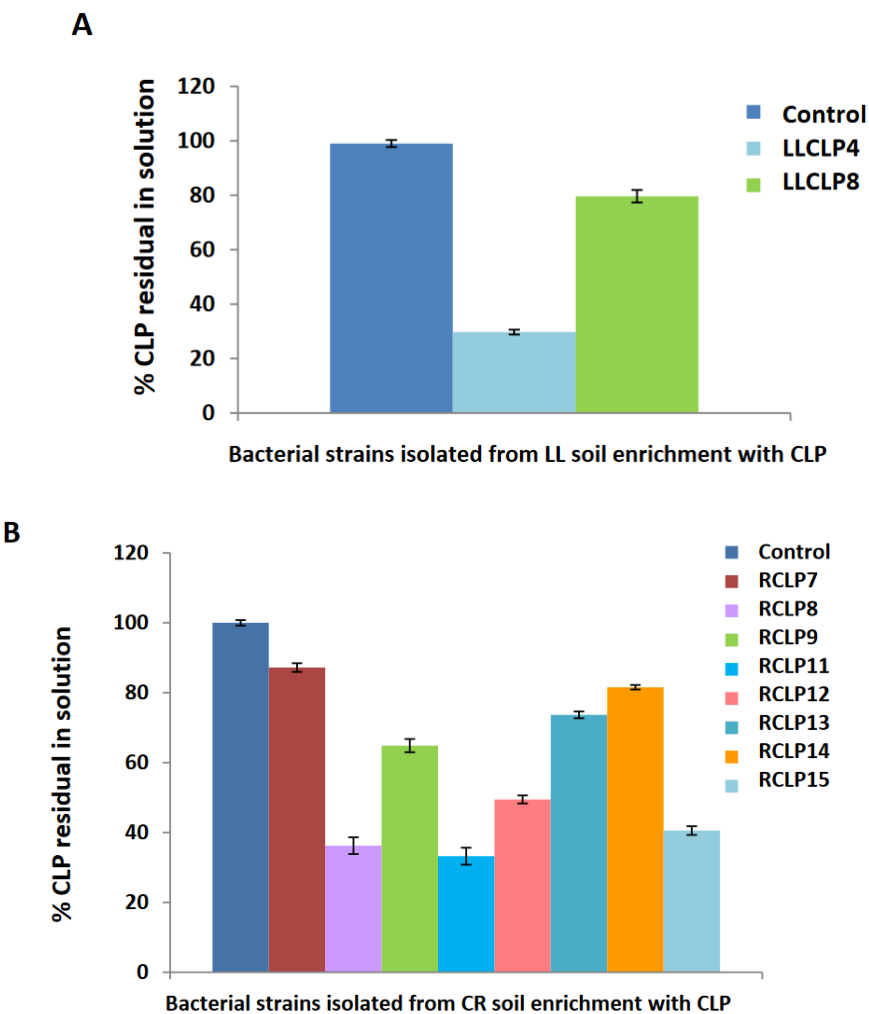 A
% CLP residual in solution
120
100
80
60
40
20
0
Control
LLCLP4
LLCLP8
Bacterial strains isolated from LL soil enrichment with CLP
B
% CLP residual in solution
120
100
80
60
40
20
0
Control
RCLP7
RCLP8
RCLP9
RCLP11
RCLP12
RCLP13
RCLP14
RCLP15
Bacterial strains isolated from CR soil enrichment with CLP